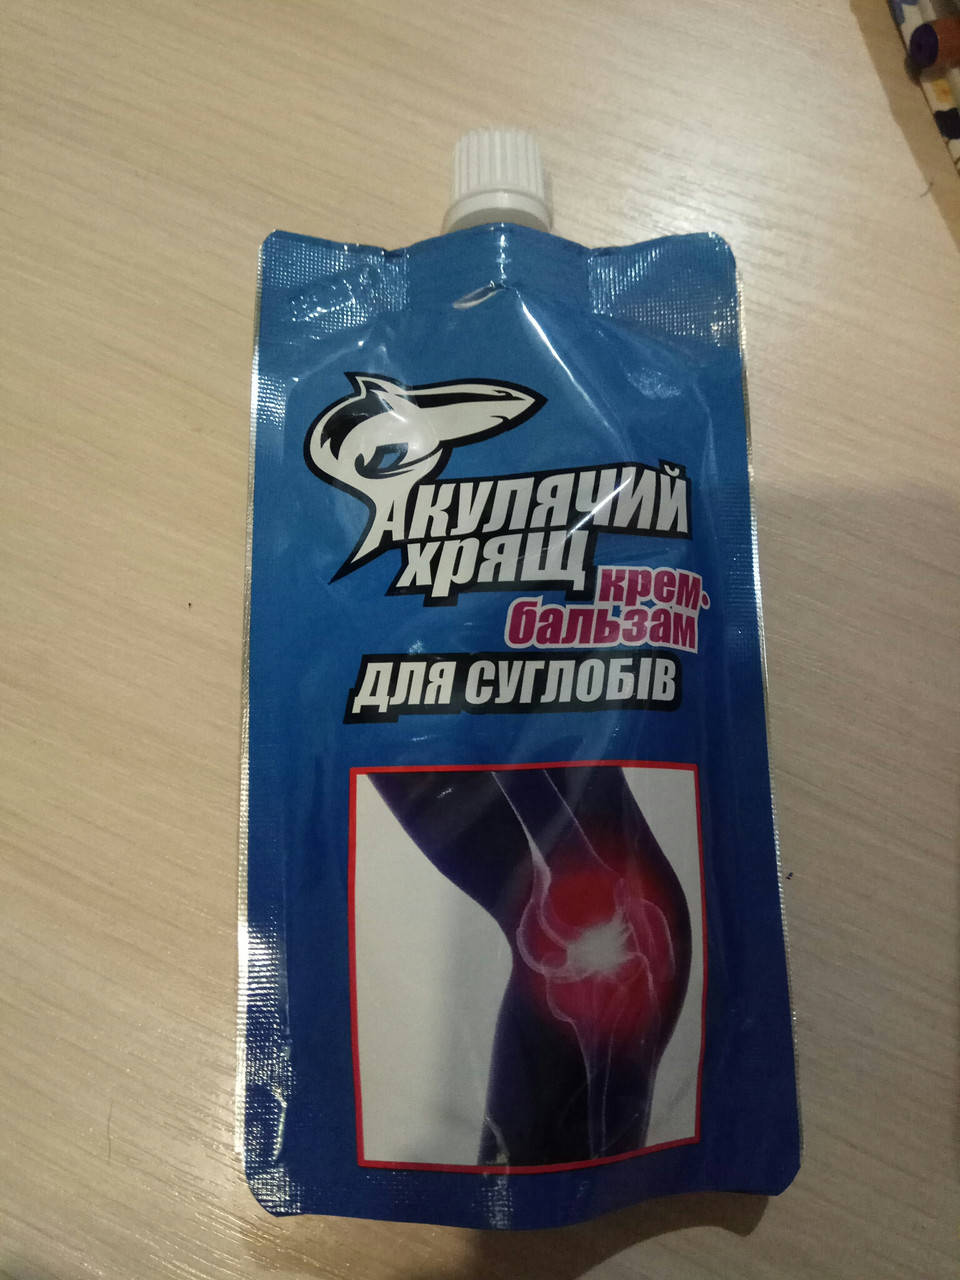 АКУЛЯЧИЙ
ХРЯЩ
крем-
бальзам
ДЛЯ СУГЛОБІВ